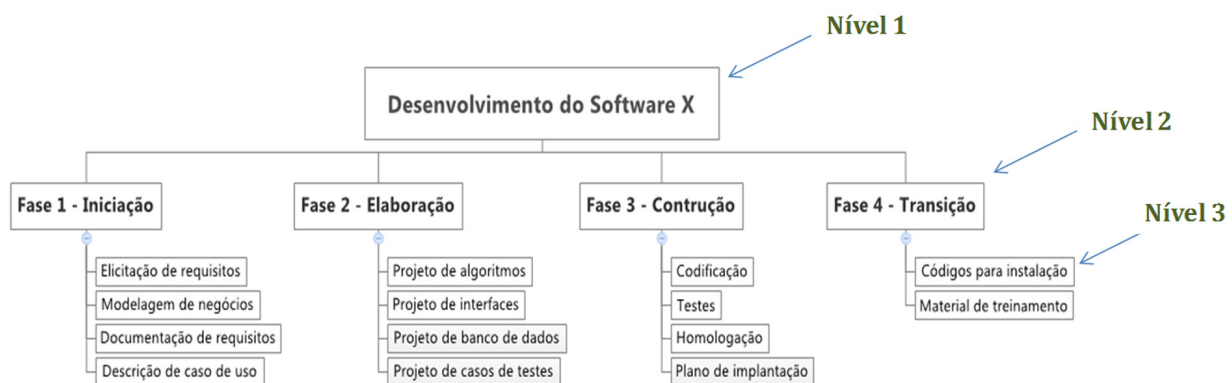 Nível 1
Desenvolvimento do Software X
Nível 2
Fase 1 - Iniciação
Fase 2 - Elaboração
Fase 3 - Contrução
Fase 4 - Transição
Nível 3
Elicitação de requisitos
Modelagem de negócios
Documentação de requisitos
Descrição de caso de uso
Projeto de algoritmos
Projeto de interfaces
Projeto de banco de dados
Projeto de casos de testes
Codificação
Testes
Homologação
Plano de implantação
Códigos para instalação
Material de treinamento